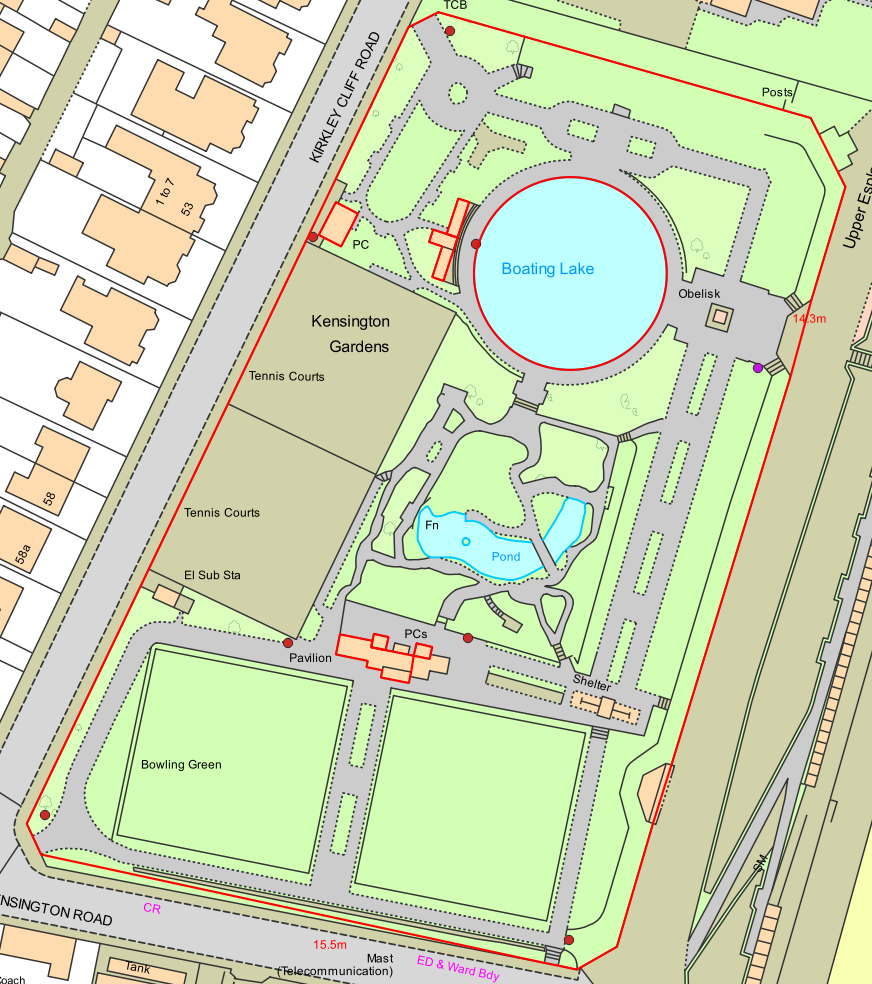 TCB
KIRKLEY CLIFF ROAD
Posts
1 to 7
53
PC
Upper Espl
Boating Lake
Obelisk
14.3m
Kensington
Gardens
Tennis Courts
58
Tennis Courts
Fn
Pond
58a
El Sub Sta
PCs
Pavilion
Shelter
Bowling Green
SM
ENSINGTON ROAD
CR
15.5m
Mast
(Telecommunication)
ED & Ward Bdy
Tank
Coach